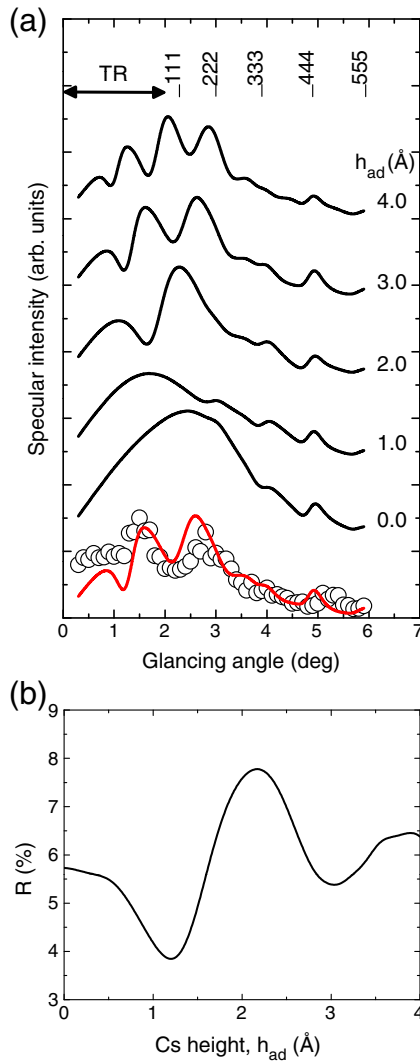 (a)
TR
111
222
333
444
555
h_ad (Å)
4.0
3.0
2.0
1.0
0.0
Specular intensity (arb. units)
0 1 2 3 4 5 6 7
Glancing angle (deg)
(b)
9
8
7
6
5
4
3
R (%)
0 1 2 3 4
Cs height, h_ad (Å)